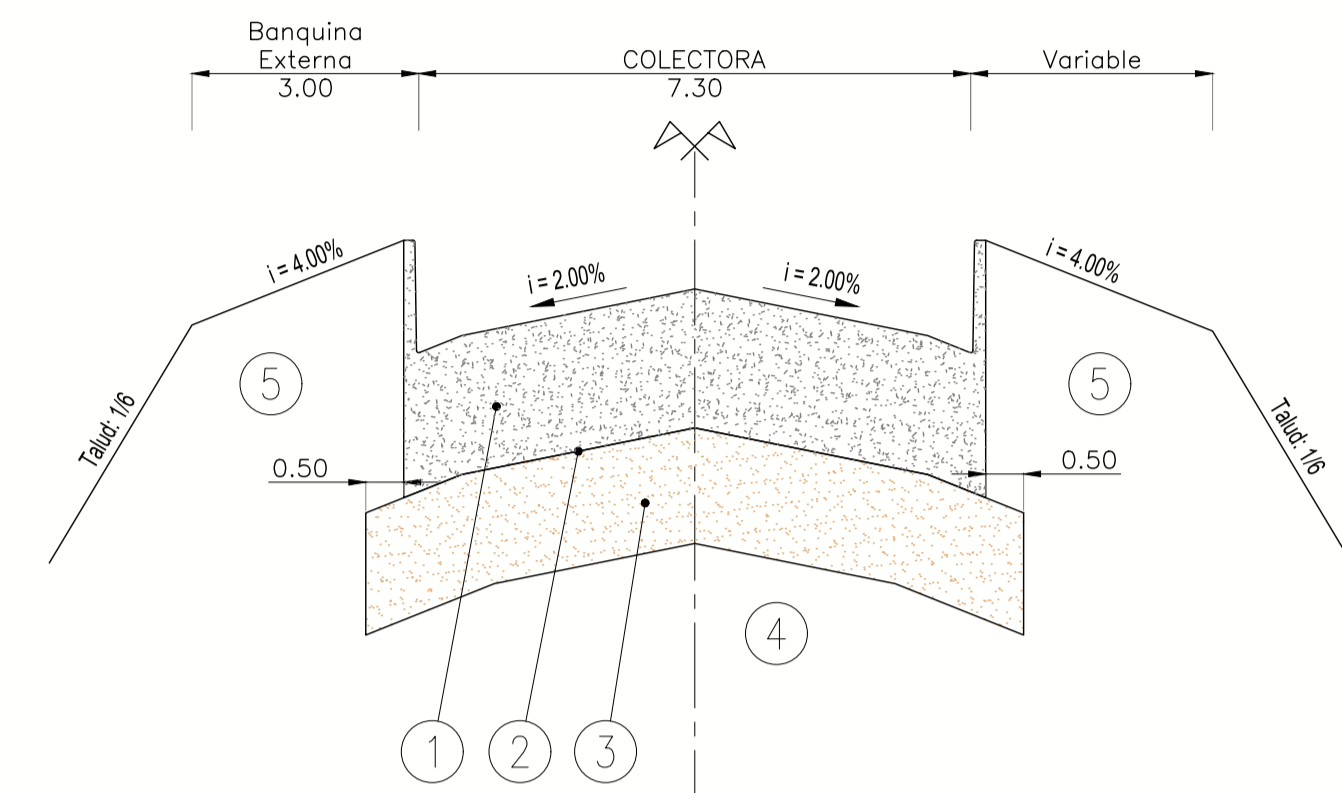 Banquina
Externa
3.00
COLECTORA
7.30
Variable
i = 4.00%
i = 2.00%
i = 2.00%
i = 4.00%
5
5
Talud: 1/6
Talud: 1/6
0.50
0.50
4
1
2
3